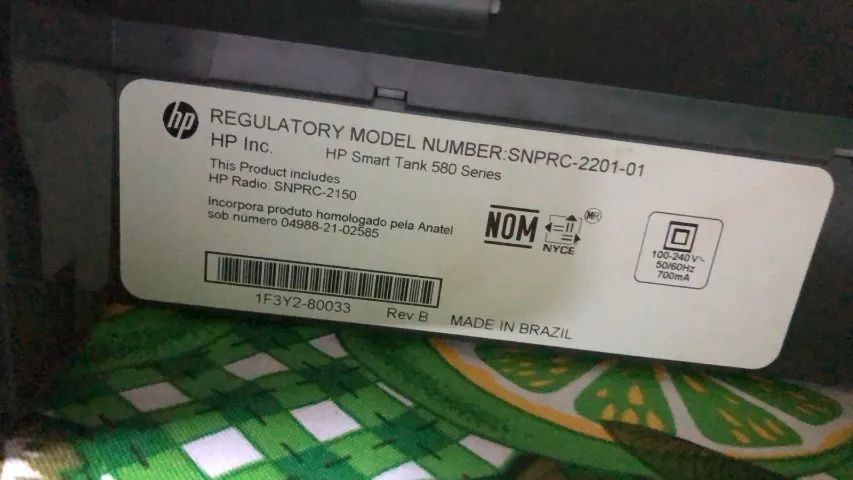 hp
REGULATORY MODEL NUMBER:SNPRC-2201-01
HP Inc. HP Smart Tank 580 Series
This Product includes
HP Radio SNPRC-2150
Incorpora produto homologado pela Anatel
sob número 04988-21-02585
NOM
NYCE
MR
100-240V~
50/60Hz
700mA
1F3Y2-80033 Rev B MADE IN BRAZIL